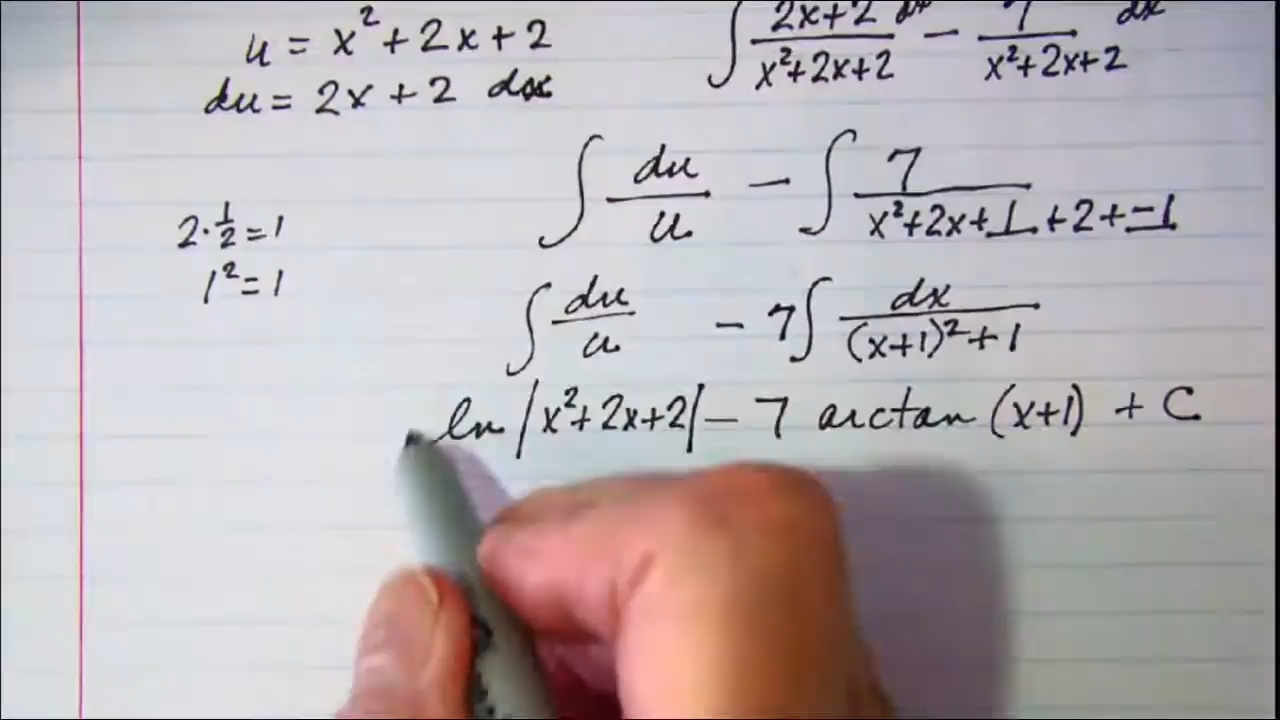 u = x² + 2x + 2
∫ 2x+2 dx / x²+2x+2 − 7 / x²+2x+2 dx
du = 2x + 2 dx
∫ du / u − ∫ 7 / x²+2x+1 +2+−1
2·1/2=1
1²=1
∫ du / u − 7∫ dx / (x+1)²+1
ln |x²+2x+2| − 7 arctan (x+1) + C